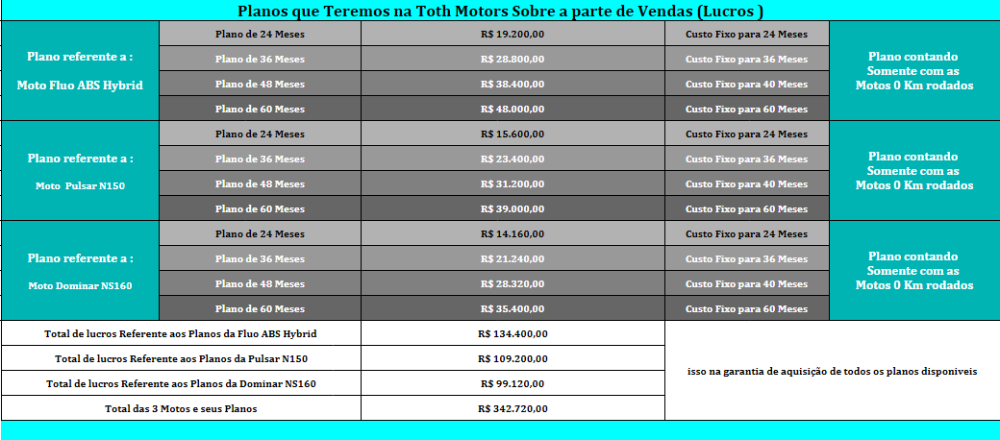 Planos que Teremos na Toth Motors Sobre a parte de Vendas (Lucros )
Plano referente a :
Moto Fluo ABS Hybrid
Plano de 24 Meses R$ 19.200,00 Custo Fixo para 24 Meses
Plano de 36 Meses R$ 28.800,00 Custo Fixo para 36 Meses
Plano de 48 Meses R$ 38.400,00 Custo Fixo para 48 Meses
Plano de 60 Meses R$ 48.000,00 Custo Fixo para 60 Meses
Plano contando
Somente com as
Motos 0 Km rodados
Plano referente a :
Moto Pulsar N150
Plano de 24 Meses R$ 15.600,00 Custo Fixo para 24 Meses
Plano de 36 Meses R$ 23.400,00 Custo Fixo para 36 Meses
Plano de 48 Meses R$ 31.200,00 Custo Fixo para 40 Meses
Plano de 60 Meses R$ 39.000,00 Custo Fixo para 60 Meses
Plano contando
Somente com as
Motos 0 Km rodados
Plano referente a :
Moto Dominar NS160
Plano de 24 Meses R$ 14.160,00 Custo Fixo para 24 Meses
Plano de 36 Meses R$ 21.240,00 Custo Fixo para 36 Meses
Plano de 48 Meses R$ 28.320,00 Custo Fixo para 40 Meses
Plano de 60 Meses R$ 35.400,00 Custo Fixo para 60 Meses
Plano contando
Somente com as
Motos 0 Km rodados
Total de lucros Referente aos Planos da Fluo ABS Hybrid R$ 134.400,00
Total de lucros Referente aos Planos da Pulsar N150 R$ 109.200,00
Total de lucros Referente aos Planos da Dominar NS160 R$ 99.120,00
Total das 3 Motos e seus Planos R$ 342.720,00
isso na garantia de aquisição de todos os planos disponiveis